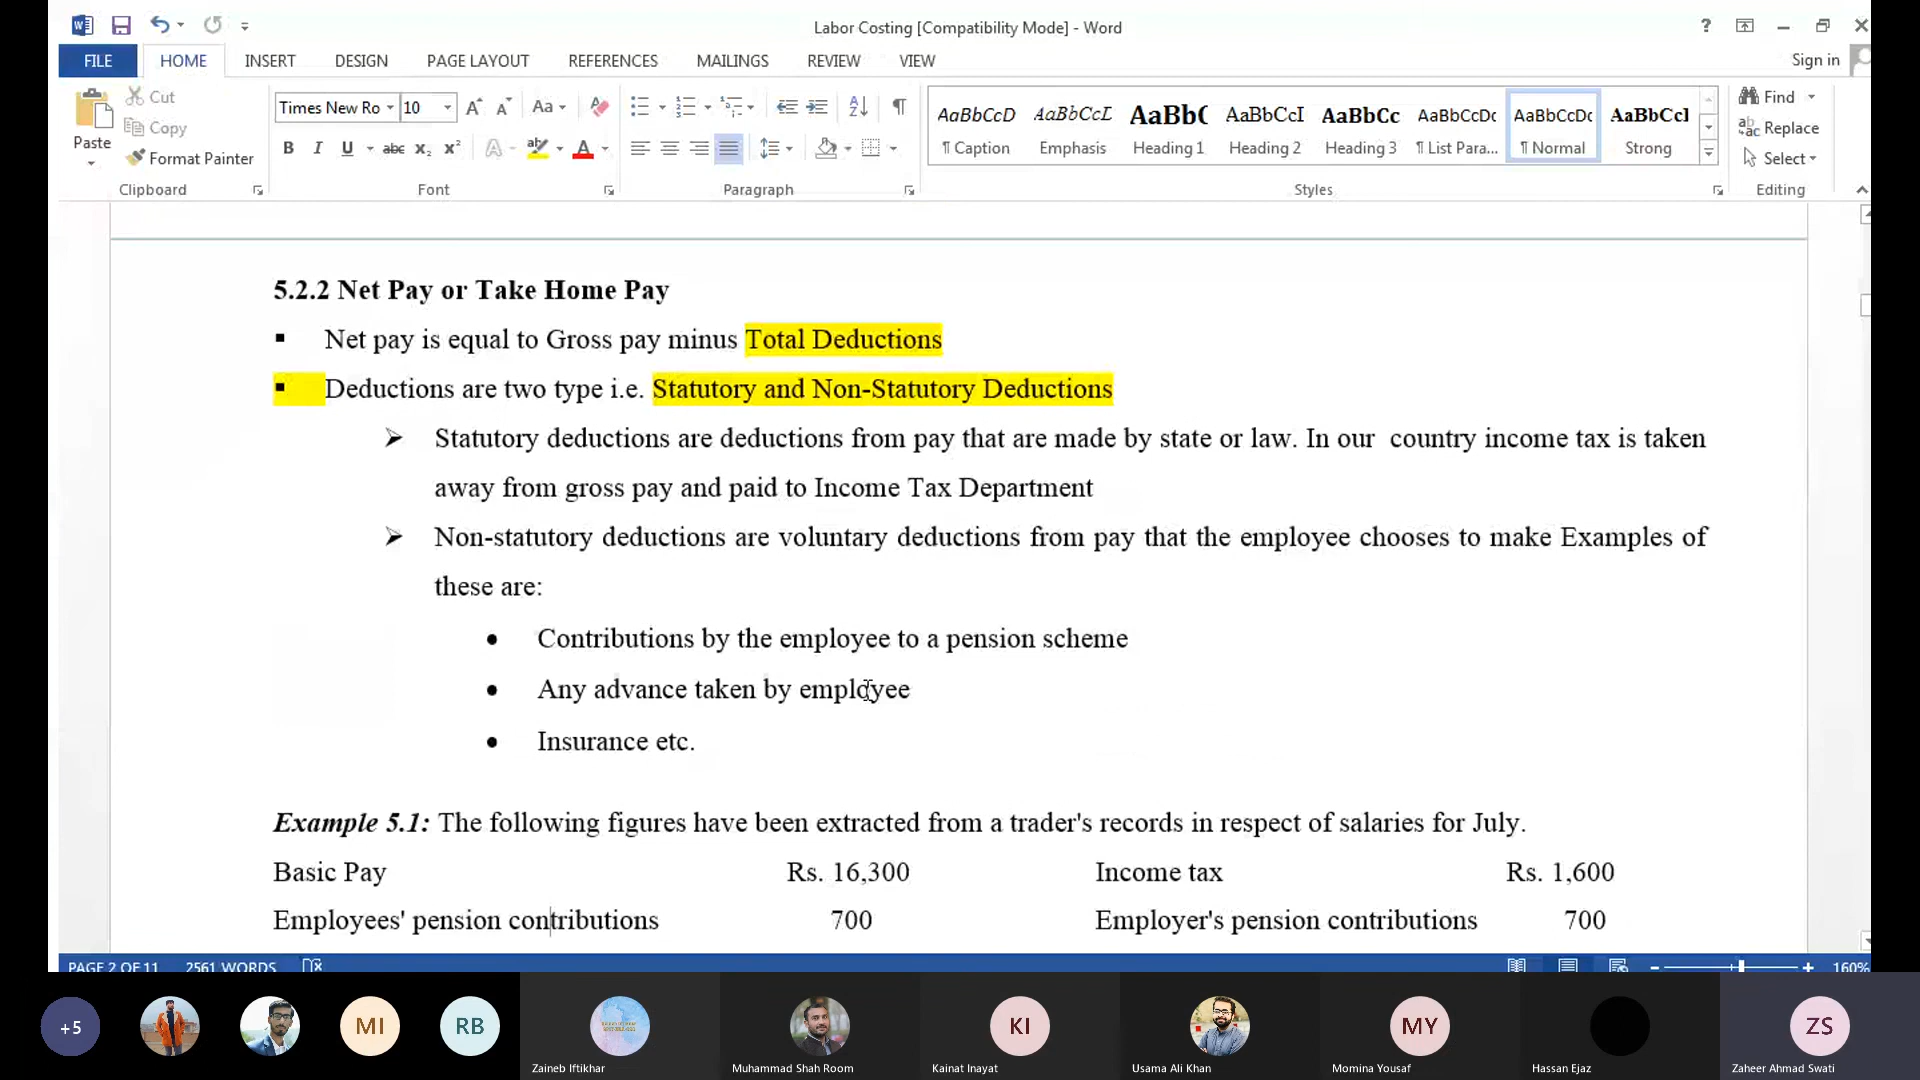 Labor Costing [Compatibility Mode] - Word
?
FILE HOME INSERT DESIGN PAGE LAYOUT REFERENCES MAILINGS REVIEW VIEW Sign in
Paste
Cut
Copy
Format Painter
Clipboard
Times New Ro 10
Font
Paragraph
AaBbCcD AaBbCcL AaBb( AaBbCcI AaBbCc AaBbCcDc AaBbCcDc AaBbCcI
¶ Caption Emphasis Heading 1 Heading 2 Heading 3 ¶ List Para... ¶ Normal Strong
Styles
Find
Replace
Select
Editing
5.2.2 Net Pay or Take Home Pay
Net pay is equal to Gross pay minus Total Deductions
Deductions are two type i.e. Statutory and Non-Statutory Deductions
Statutory deductions are deductions from pay that are made by state or law. In our country income tax is taken
away from gross pay and paid to Income Tax Department
Non-statutory deductions are voluntary deductions from pay that the employee chooses to make Examples of
these are:
Contributions by the employee to a pension scheme
Any advance taken by employee
Insurance etc.
Example 5.1: The following figures have been extracted from a trader's records in respect of salaries for July.
Basic Pay Rs. 16,300 Income tax Rs. 1,600
Employees' pension contributions 700 Employer's pension contributions 700
PAGE 2 OF 11 2561 WORDS 160%
+5 MI RB KI MY ZS
Zaineb Iftikhar Muhammad Shah Room Kainat Inayat Usama Ali Khan Momina Yousaf Hassan Ejaz Zaheer Ahmad Swati